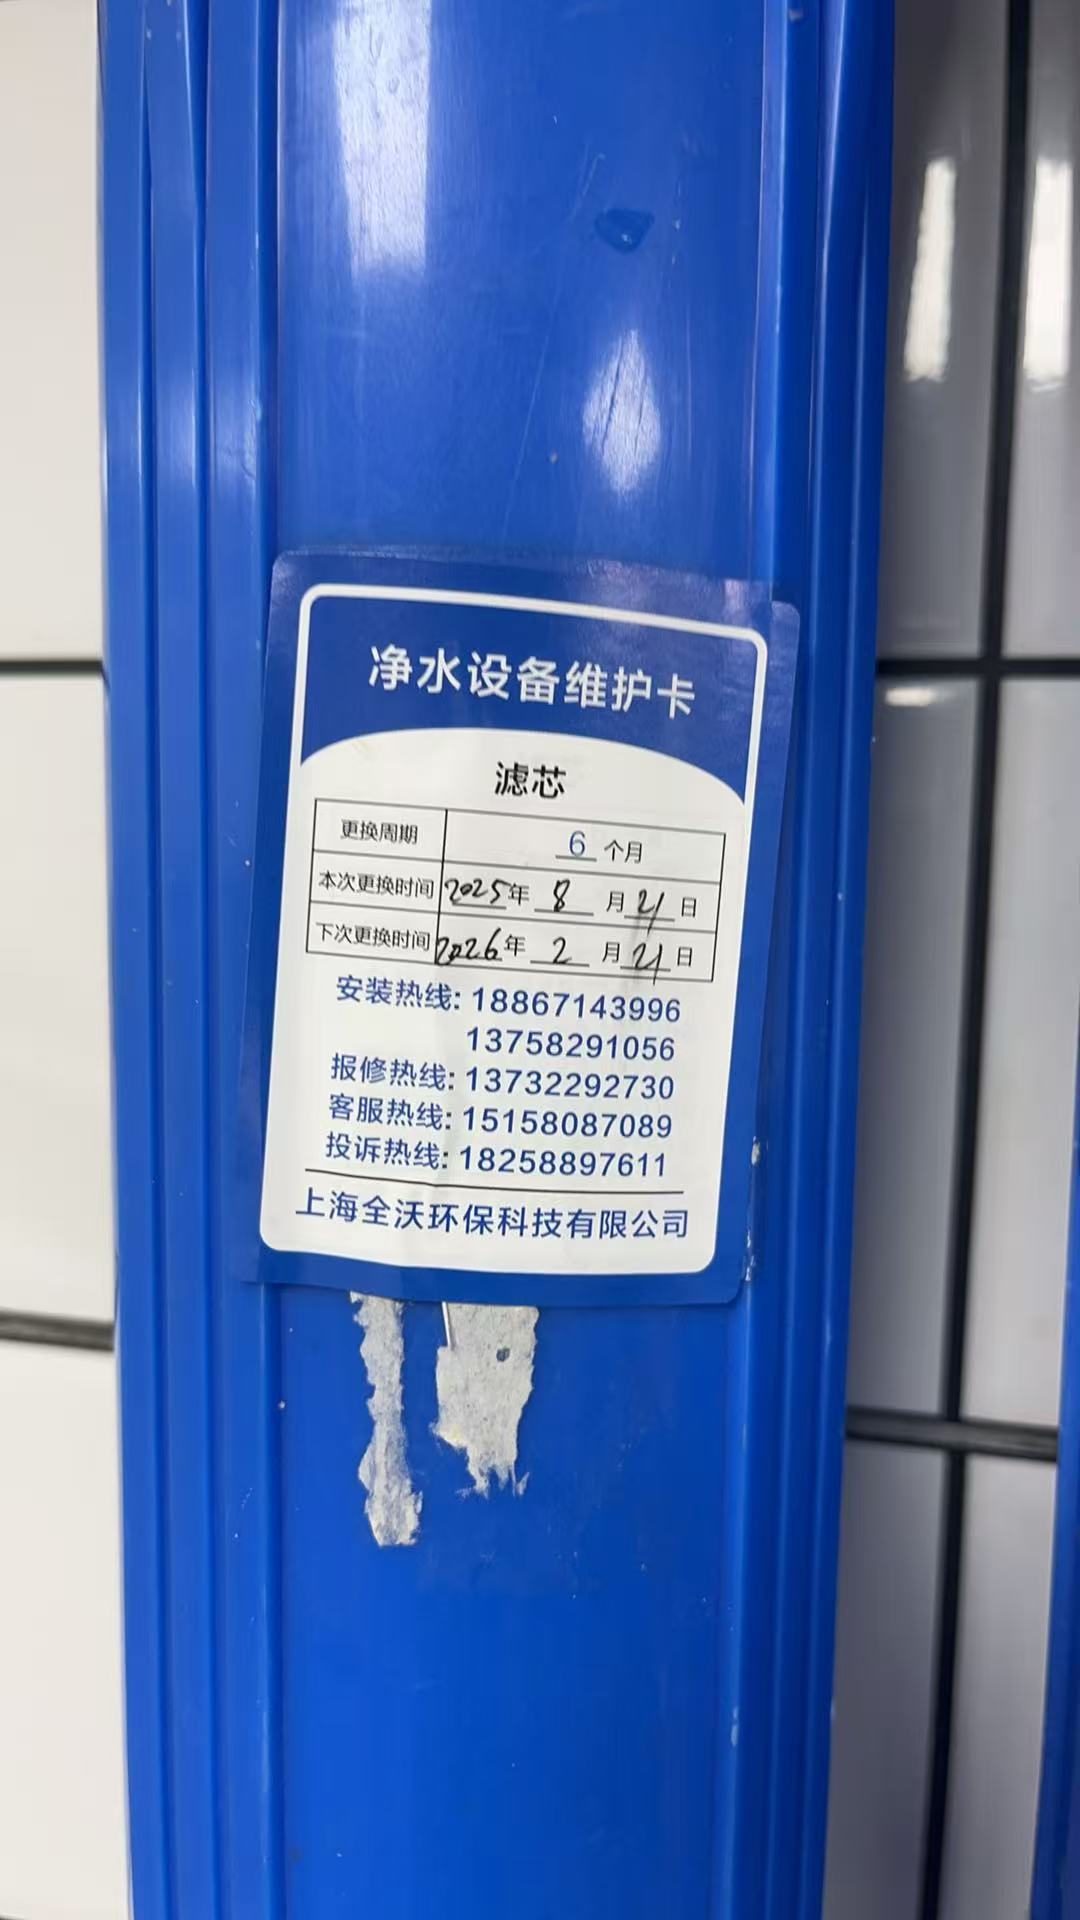 净水设备维护卡
滤芯
更换周期 6 个月
本次更换时间 2025年 8 月 21 日
下次更换时间 2026年 2 月 21 日
安装热线: 18867143996
13758291056
报修热线: 13732292730
客服热线: 15158087089
投诉热线: 18258897611
上海全沃环保科技有限公司